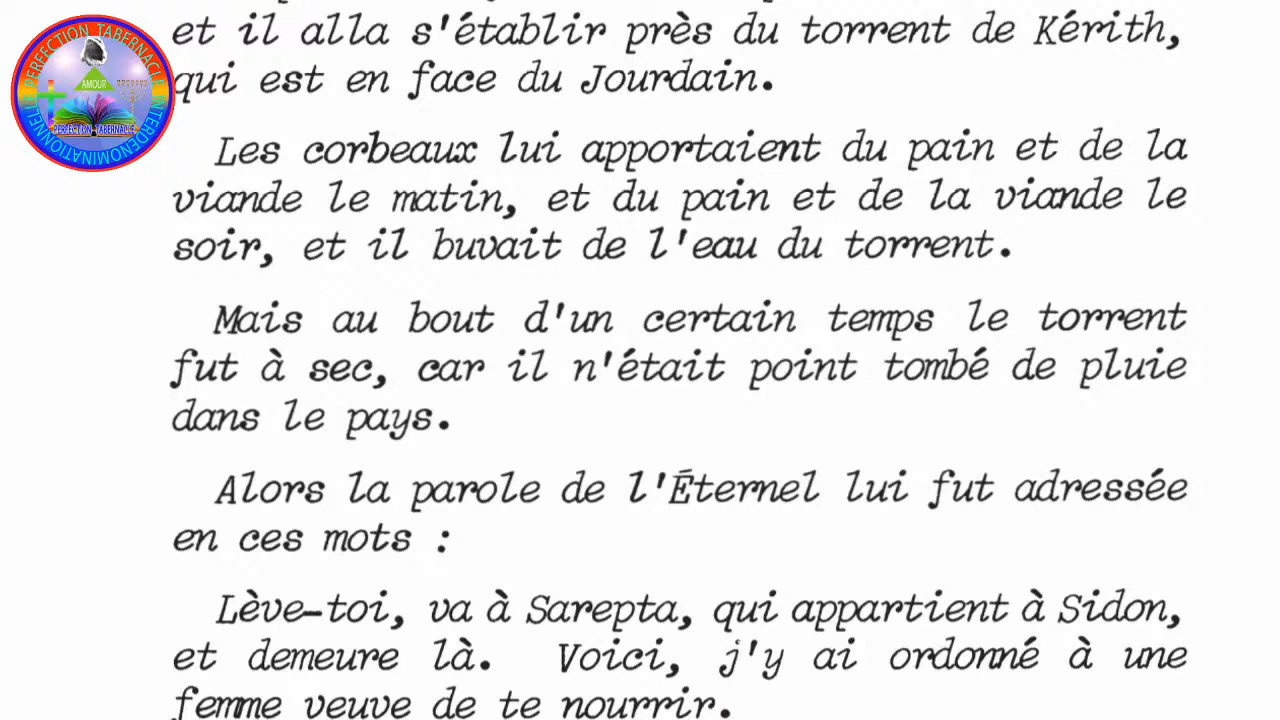 et il alla s'établir près du torrent de Kérith,
qui est en face du Jourdain.
Les corbeaux lui apportaient du pain et de la
viande le matin, et du pain et de la viande le
soir, et il buvait de l'eau du torrent.
Mais au bout d'un certain temps le torrent
fut à sec, car il n'était point tombé de pluie
dans le pays.
Alors la parole de l'Éternel lui fut adressée
en ces mots :
Lève-toi, va à Sarepta, qui appartient à Sidon,
et demeure là. Voici, j'y ai ordonné à une
femme veuve de te nourrir.
PERFECTION TABERNACLE INTERDENOMINATIONNELLE
AMOUR
PERFECTION TABERNACLE